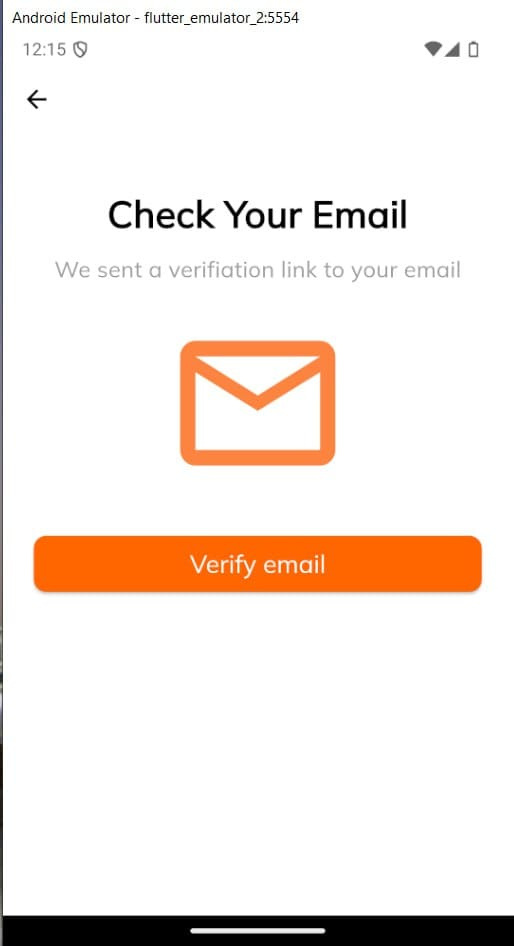 Android Emulator - flutter_emulator_2:5554
12:15
Check Your Email
We sent a verifiation link to your email
Verify email